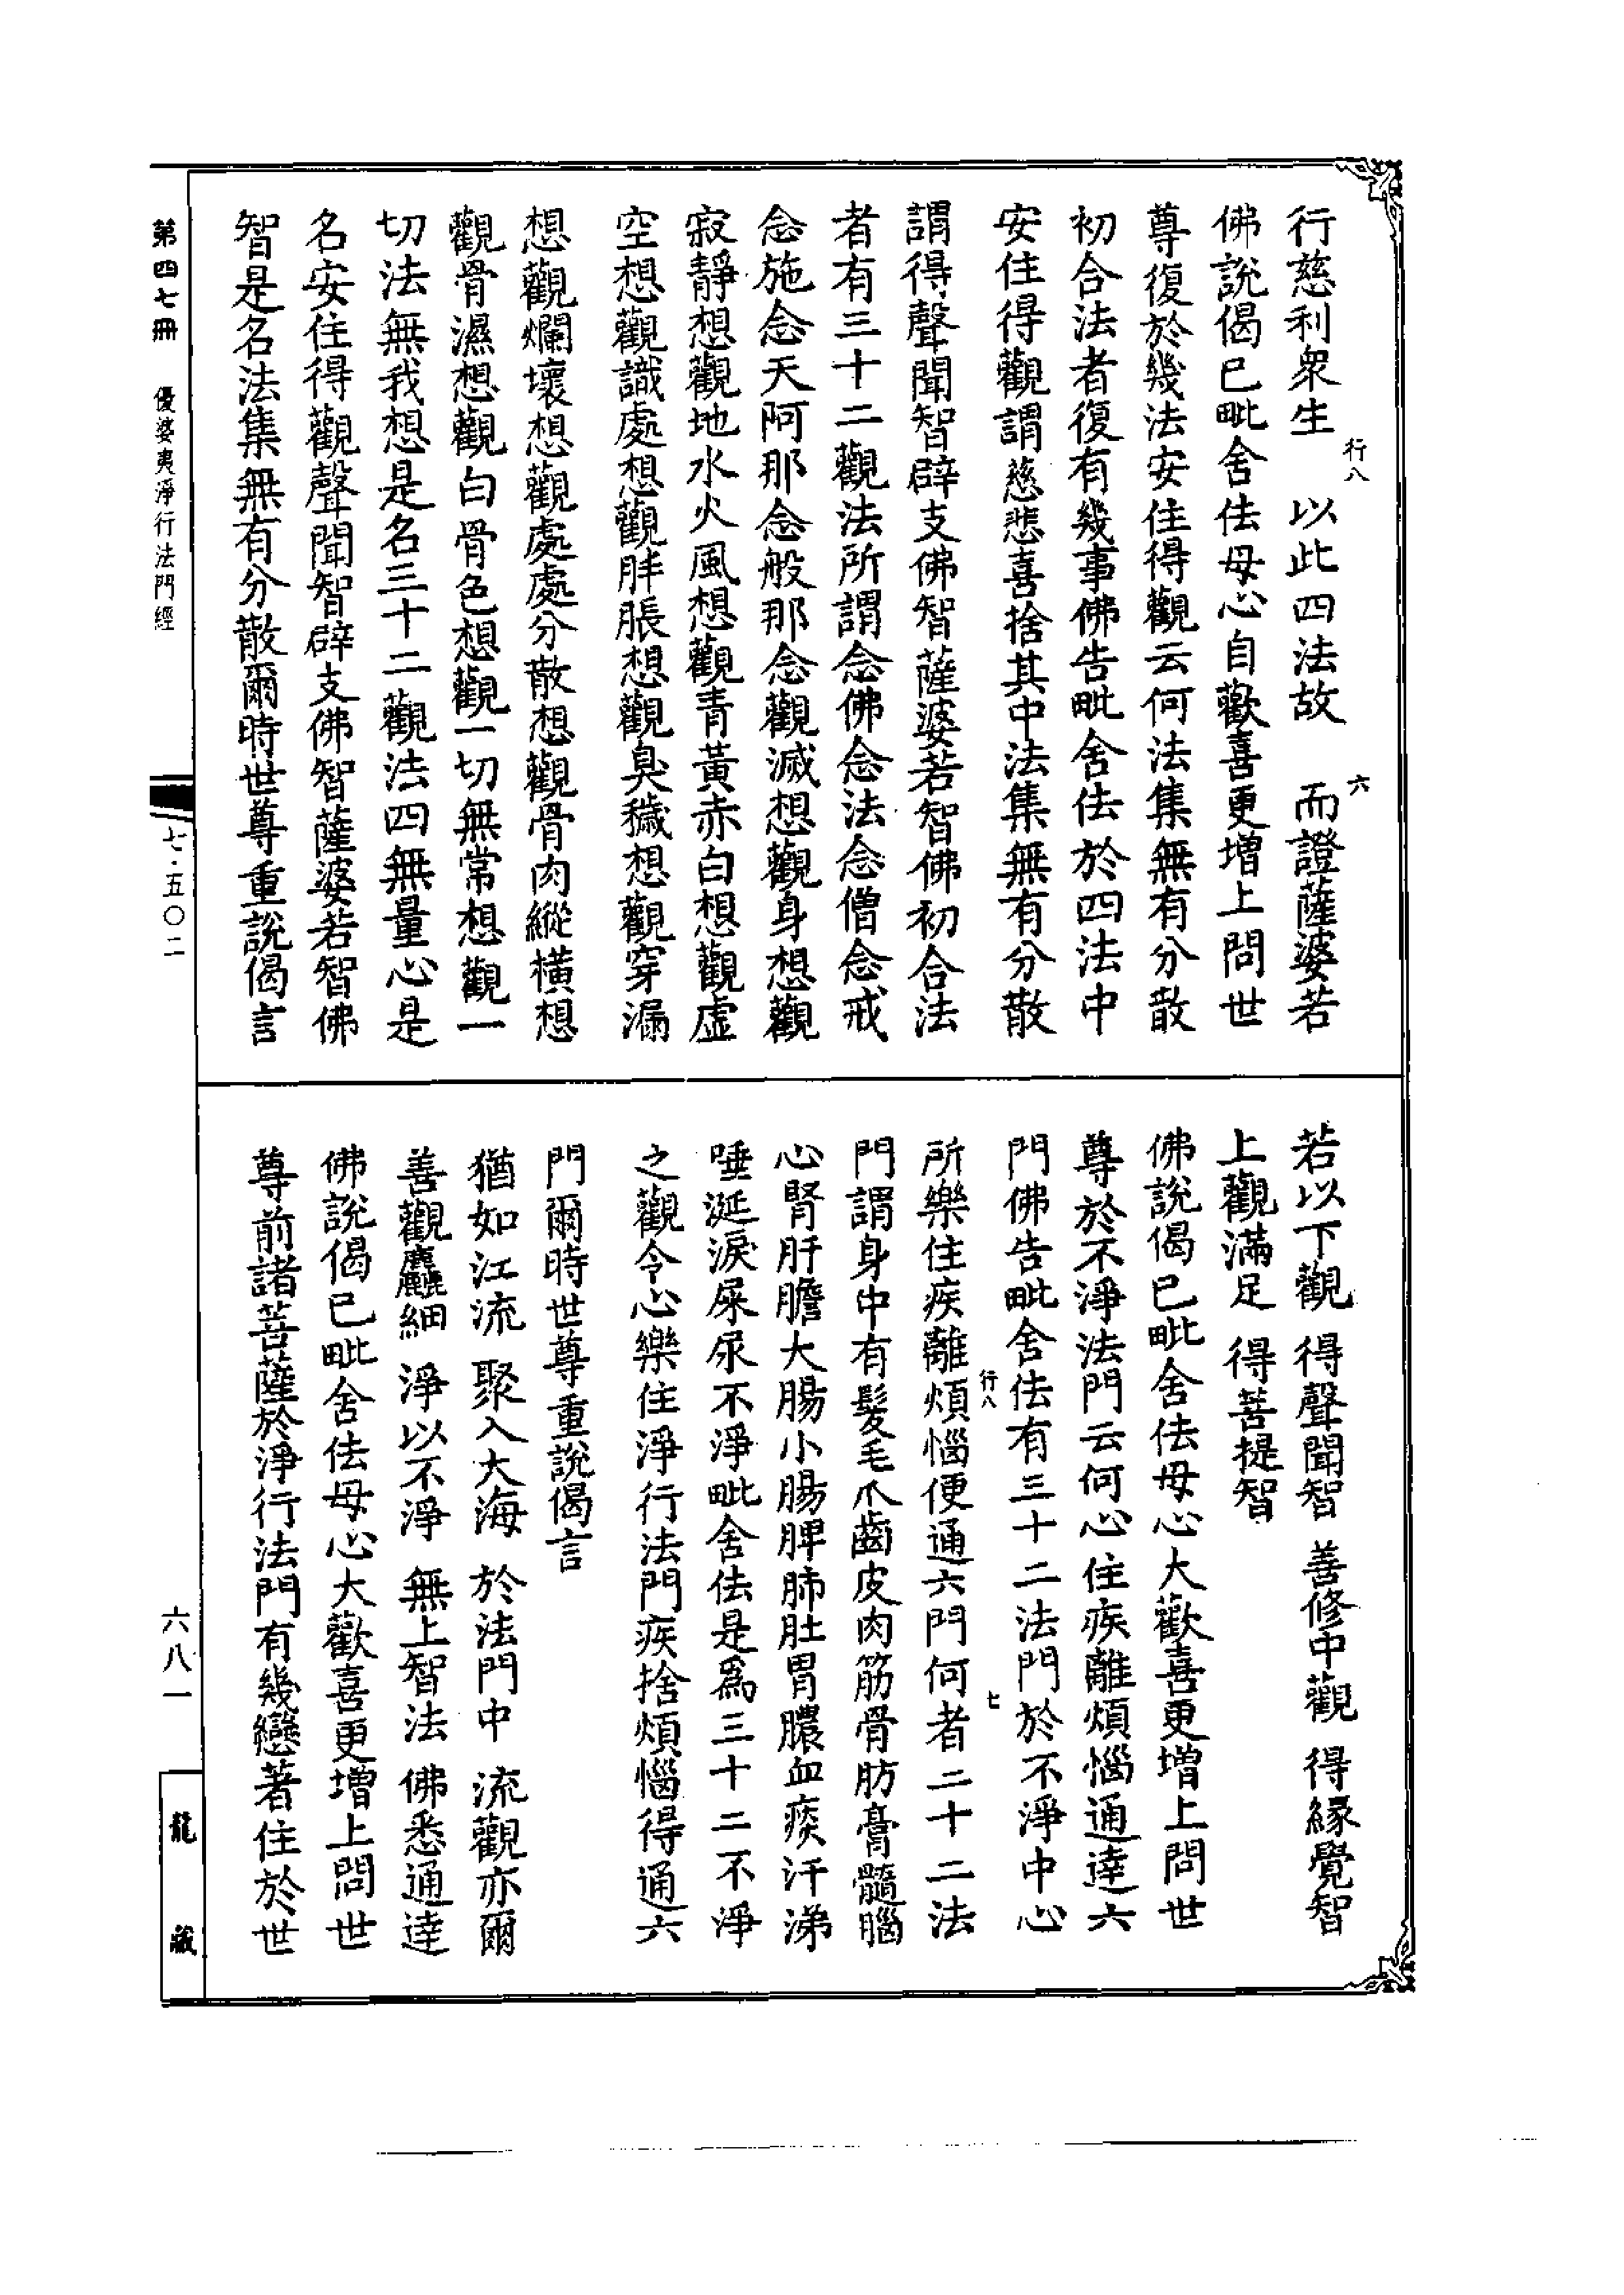 行慈利衆生　以此四法故　而證薩婆若
行八
六
佛說偈已毗舍佉母心自歡喜更增上問世
尊復於幾法安住得觀云何法集無有分散
初合法者復有幾事佛告毗舍佉於四法中
安住得觀謂慈悲喜捨其中法集無有分散
謂得聲聞智辟支佛智薩婆若智佛初合法
者有三十二觀法所謂念佛念法念僧念戒
念施念天阿那念般那念觀滅想觀身想觀
寂靜想觀地水火風想觀青黃赤白想觀虛
空想觀識處想觀胖脹想觀臭穢想觀穿漏
想觀爛壞想觀處處分散想觀骨肉縱橫想
觀骨濕想觀白骨色想觀一切無常想觀一
切法無我想是名三十二觀法四無量心是
名安住得觀聲聞智辟支佛智薩婆若智佛
智是名法集無有分散爾時世尊重說偈言
若以下觀　得聲聞智　善修中觀　得緣覺智
上觀滿足　得菩提智
佛說偈已毗舍佉母心大歡喜更增上問世
尊於不淨法門云何心住疾離煩惱通達六
門佛告毗舍佉有三十二法門於不淨中心
行八
七
所樂住疾離煩惱便通六門何者二十二法
門謂身中有髮毛爪齒皮肉筋骨肪膏髓腦
心腎肝膽大腸小腸脾肺肚胃膿血痰汗涕
唾涎淚屎尿不淨毗舍佉是爲三十二不淨
之觀令心樂住淨行法門疾捨煩惱得通六
門爾時世尊重說偈言
猶如江流　聚入大海　於法門中　流觀亦爾
善觀麤細　淨以不淨　無上智法　佛悉通達
佛說偈已毗舍佉母心大歡喜更增上問世
尊前諸菩薩於淨行法門有幾戀著住於世
第四七冊　優婆夷淨行法門經
七·五〇二
六八一
龍藏